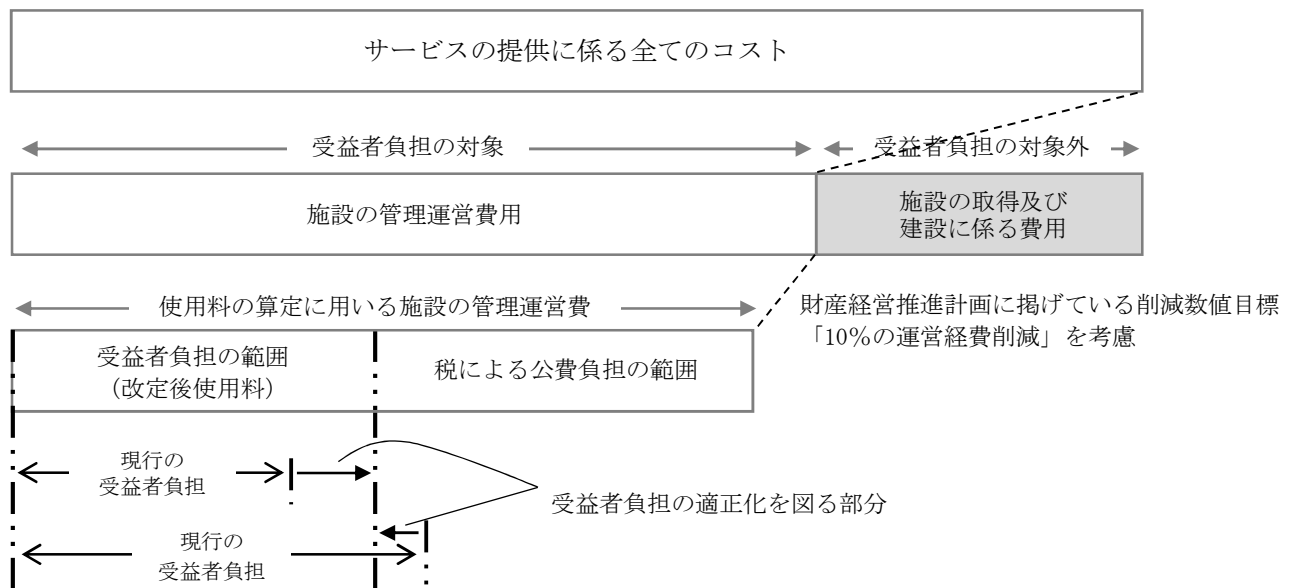 サービスの提供に係る全てのコスト
受益者負担の対象
受益者負担の対象外
施設の管理運営費用
施設の取得及び
建設に係る費用
使用料の算定に用いる施設の管理運営費
財産経営推進計画に掲げている削減数値目標
「10%の運営経費削減」を考慮
受益者負担の範囲
(改定後使用料)
税による公費負担の範囲
現行の
受益者負担
受益者負担の適正化を図る部分
現行の
受益者負担